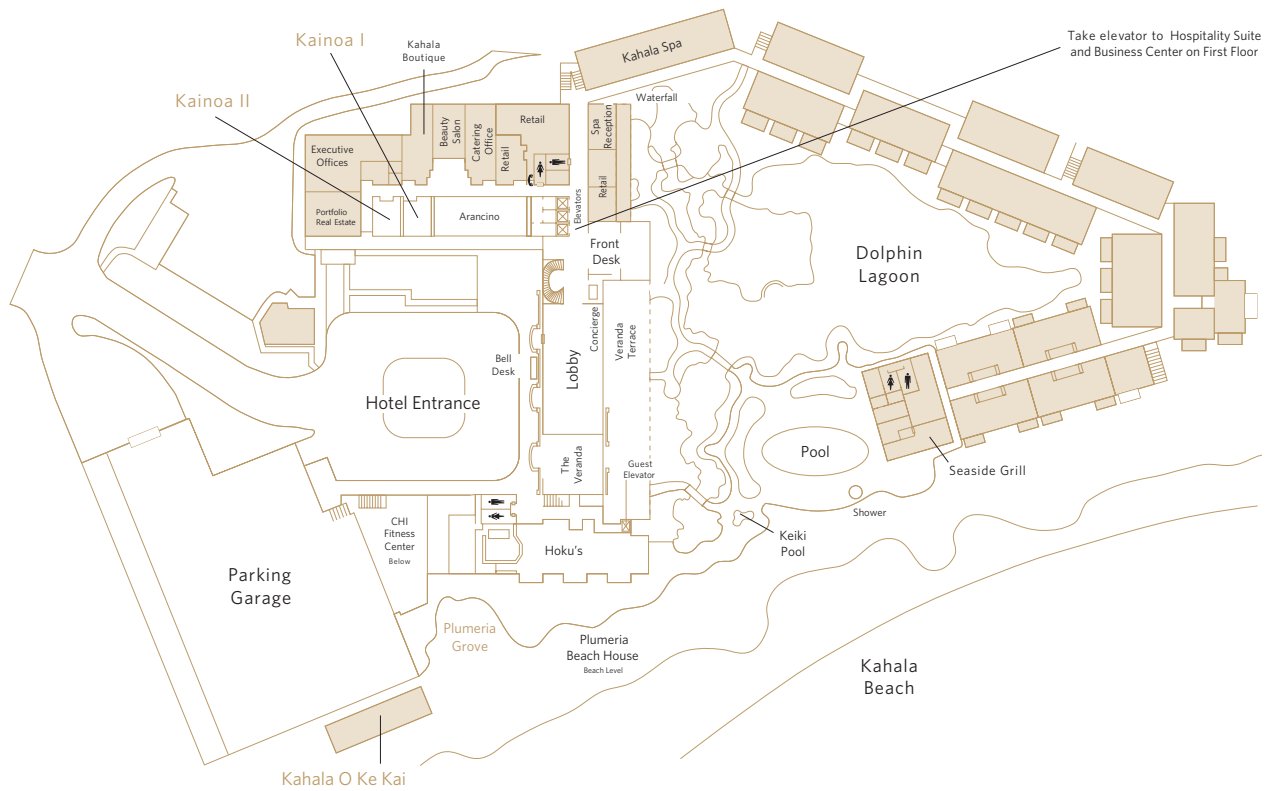 Kainoa I
Kahala
Boutique
Kahala Spa
Take elevator to Hospitality Suite
and Business Center on First Floor
Kainoa II
Waterfall
Executive
Offices
Beauty
Salon
Catering
Office
Retail
Retail
Spa
Reception
Retail
Portfolio
Real Estate
Arancino
Elevators
Front
Desk
Dolphin
Lagoon
Concierge
Veranda
Terrace
Bell
Desk
Lobby
Hotel Entrance
The
Veranda
Guest
Elevator
Pool
Seaside Grill
Shower
Keiki
Pool
CHI
Fitness
Center
Below
Hoku's
Parking
Garage
Plumeria
Grove
Plumeria
Beach House
Beach Level
Kahala
Beach
Kahala O Ke Kai